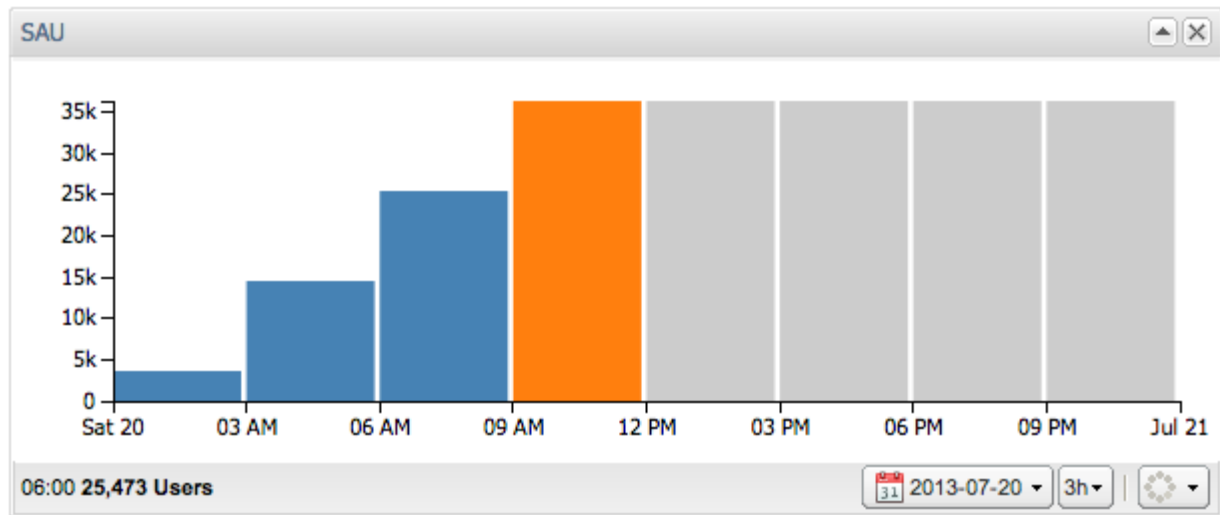 SAU
35k
30k
25k
20k
15k
10k
5k
0
Sat 20 03 AM 06 AM 09 AM 12 PM 03 PM 06 PM 09 PM Jul 21
06:00 25,473 Users 31 2013-07-20 3h